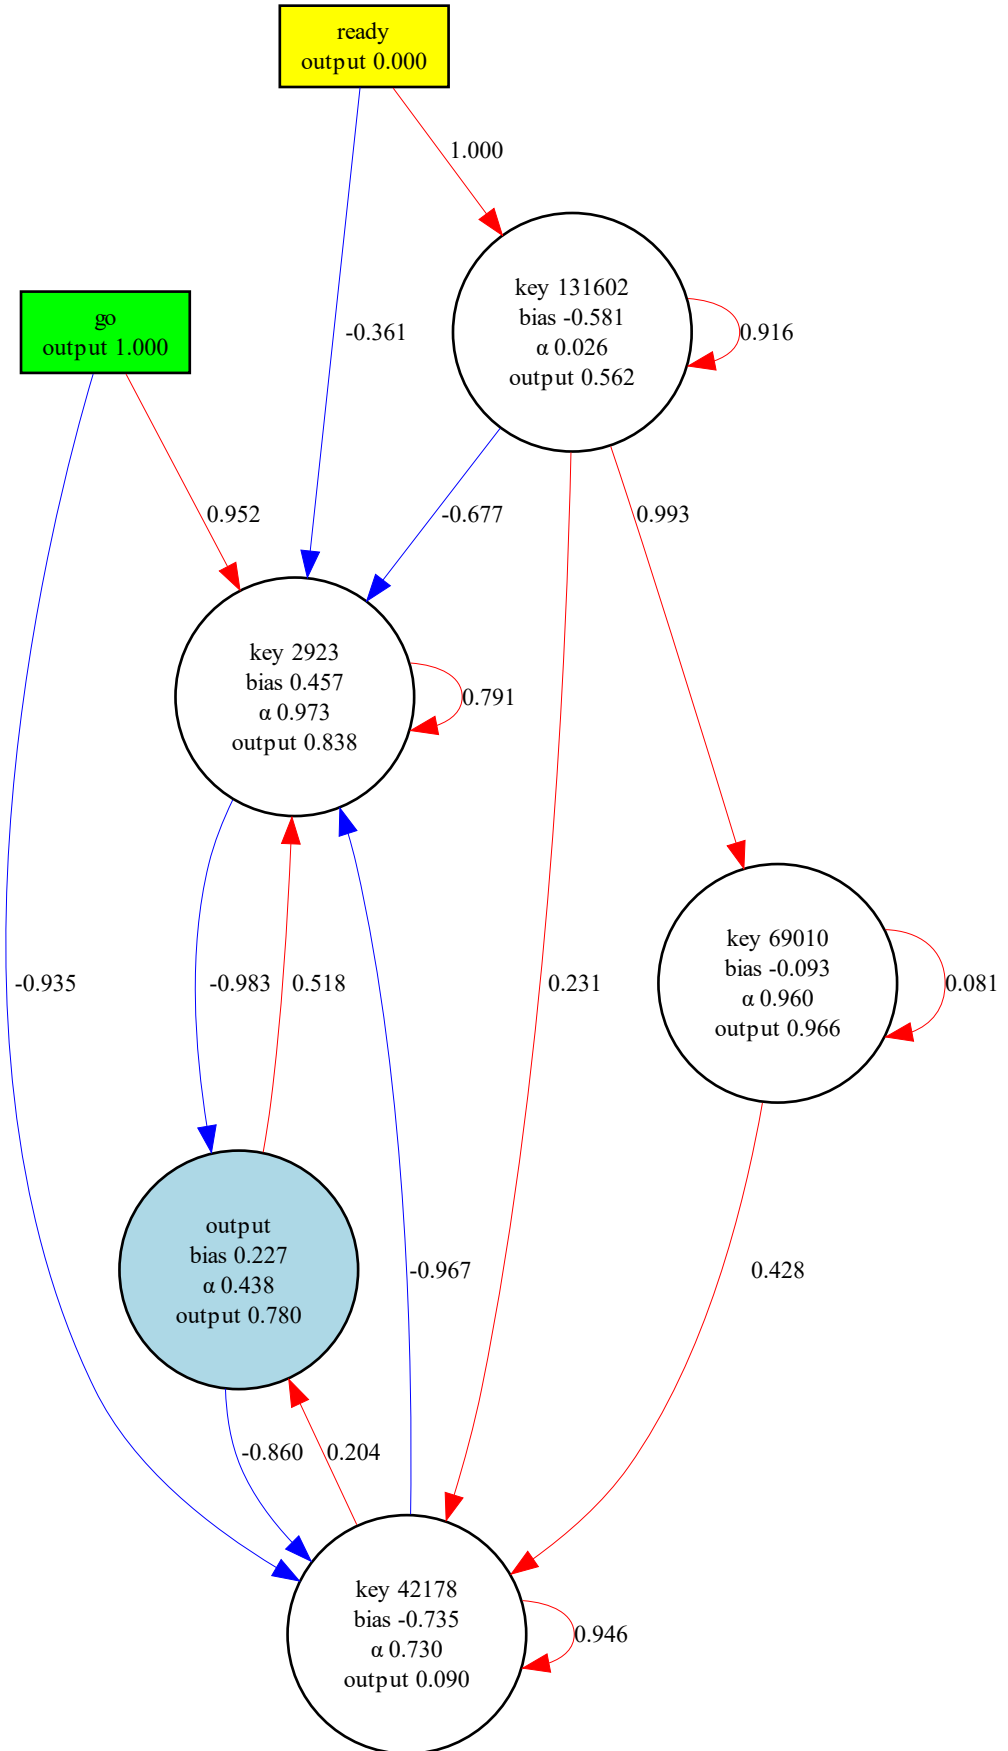 ready
output 0.000
1.000
key 131602
bias -0.581
α 0.026
output 0.562
0.916
-0.361
go
output 1.000
0.952
-0.677
0.993
key 2923
bias 0.457
α 0.973
output 0.838
0.791
key 69010
bias -0.093
α 0.960
output 0.966
0.081
-0.935
-0.983
0.518
0.231
output
bias 0.227
α 0.438
output 0.780
-0.967
0.428
-0.860
0.204
key 42178
bias -0.735
α 0.730
output 0.090
0.946